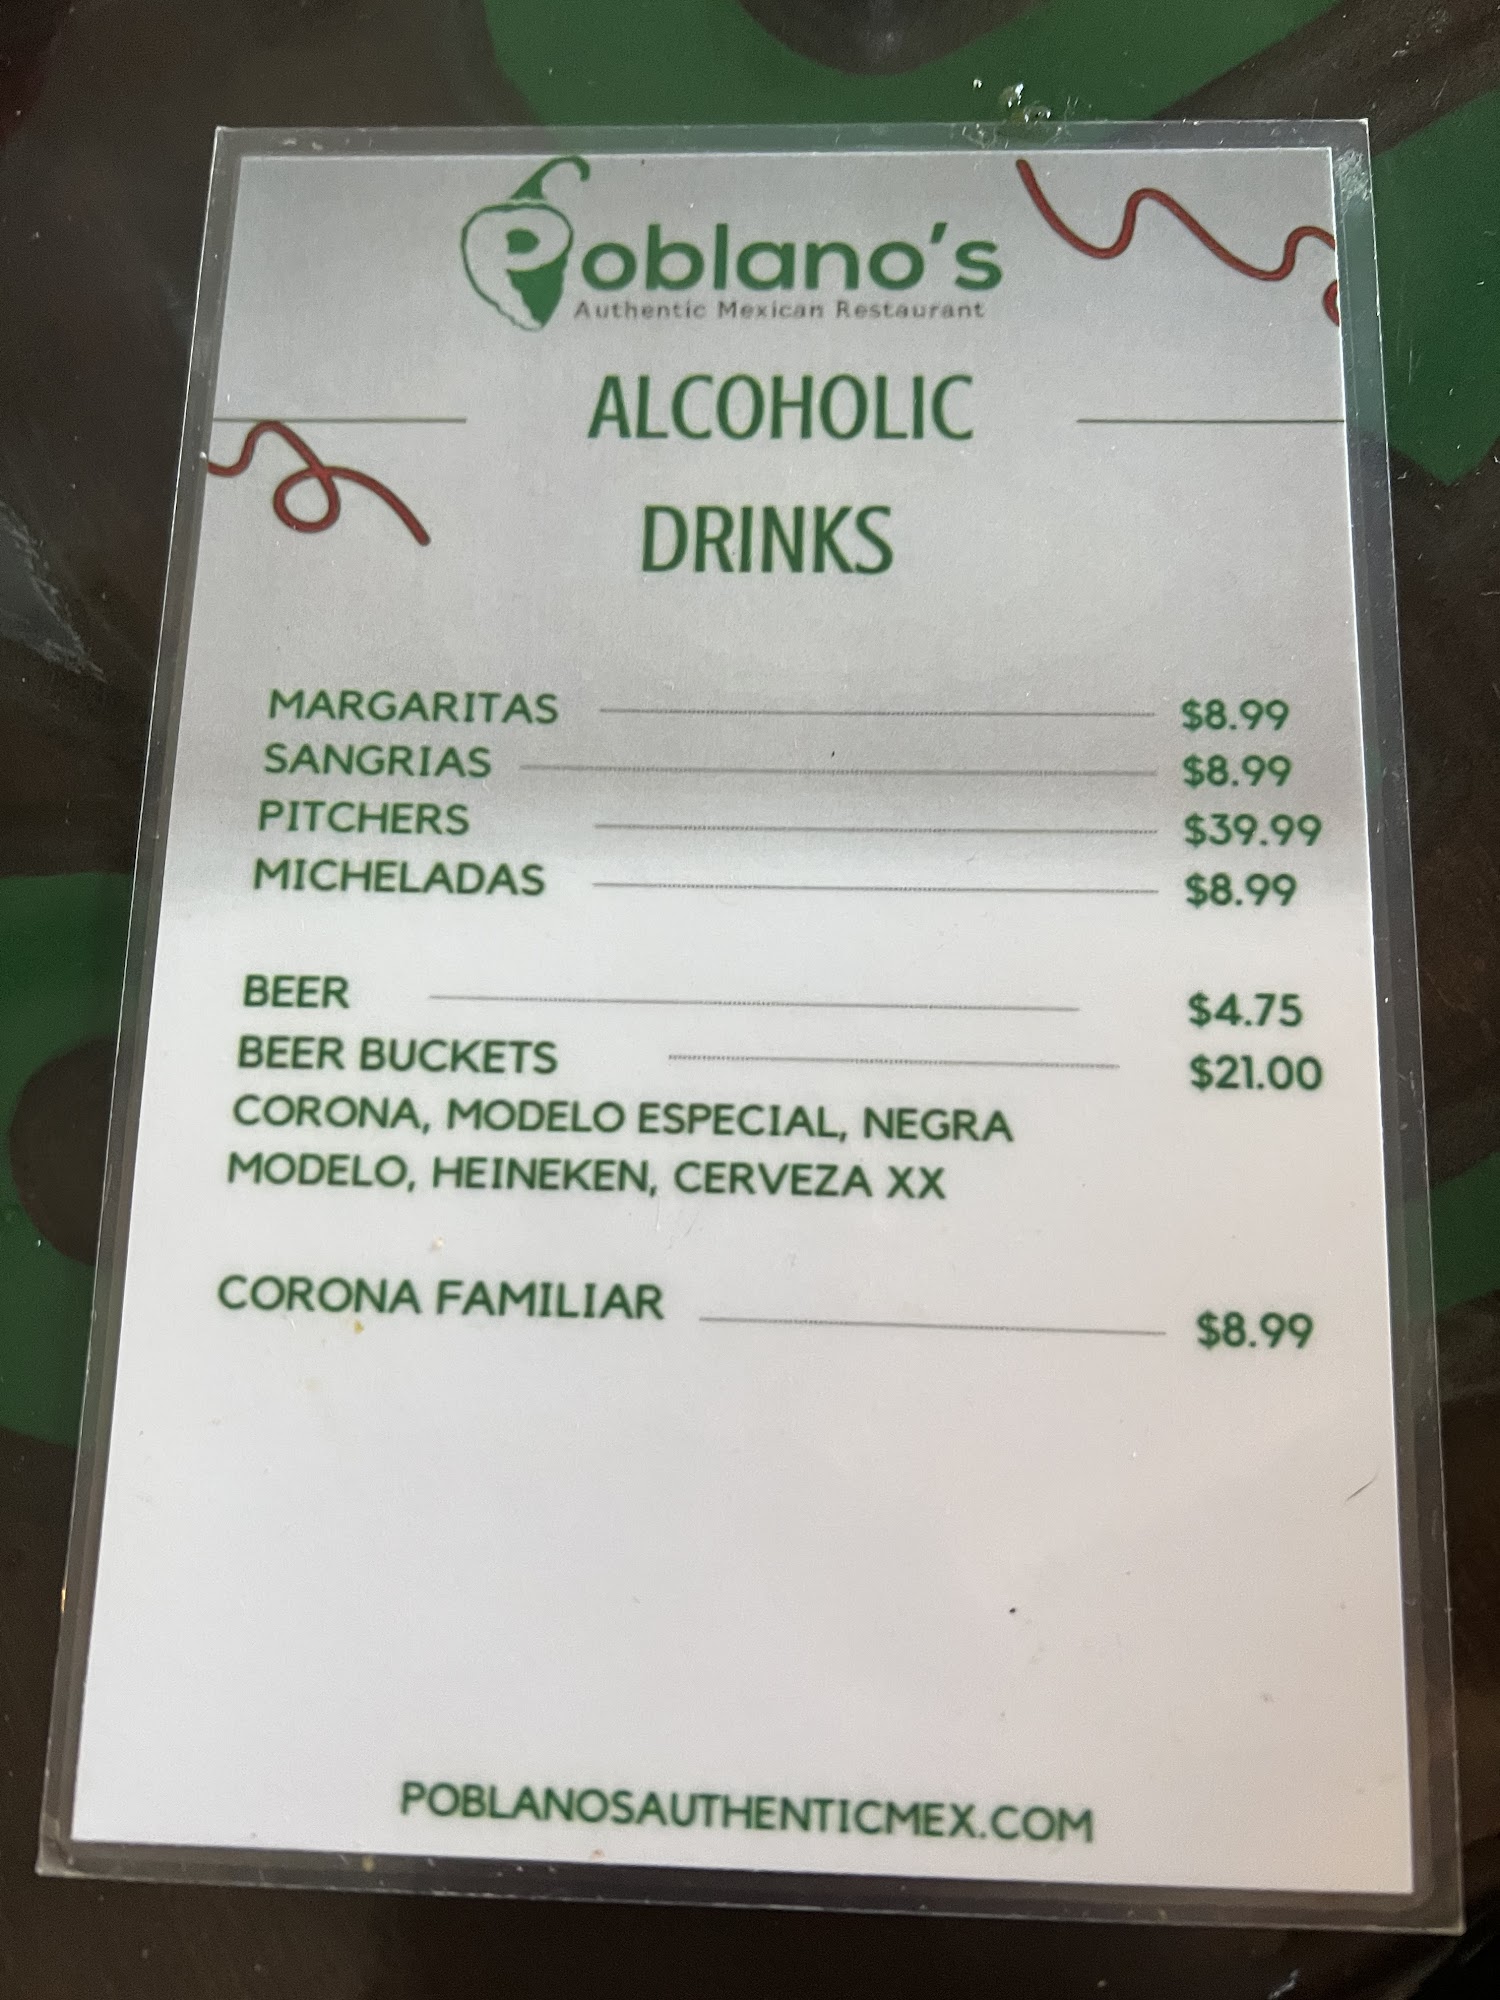 Poblano's
Authentic Mexican Restaurant
ALCOHOLIC
DRINKS
MARGARITAS $8.99
SANGRIAS $8.99
PITCHERS $39.99
MICHELADAS $8.99
BEER $4.75
BEER BUCKETS $21.00
CORONA, MODELO ESPECIAL, NEGRA
MODELO, HEINEKEN, CERVEZA XX
CORONA FAMILIAR $8.99
POBLANOSAUTHENTICMEX.COM